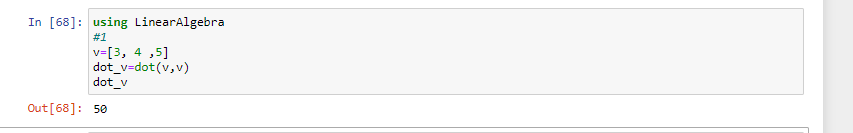 In [68]: using LinearAlgebra
#1
v=[3, 4 ,5]
dot_v=dot(v,v)
dot_v
Out[68]: 50